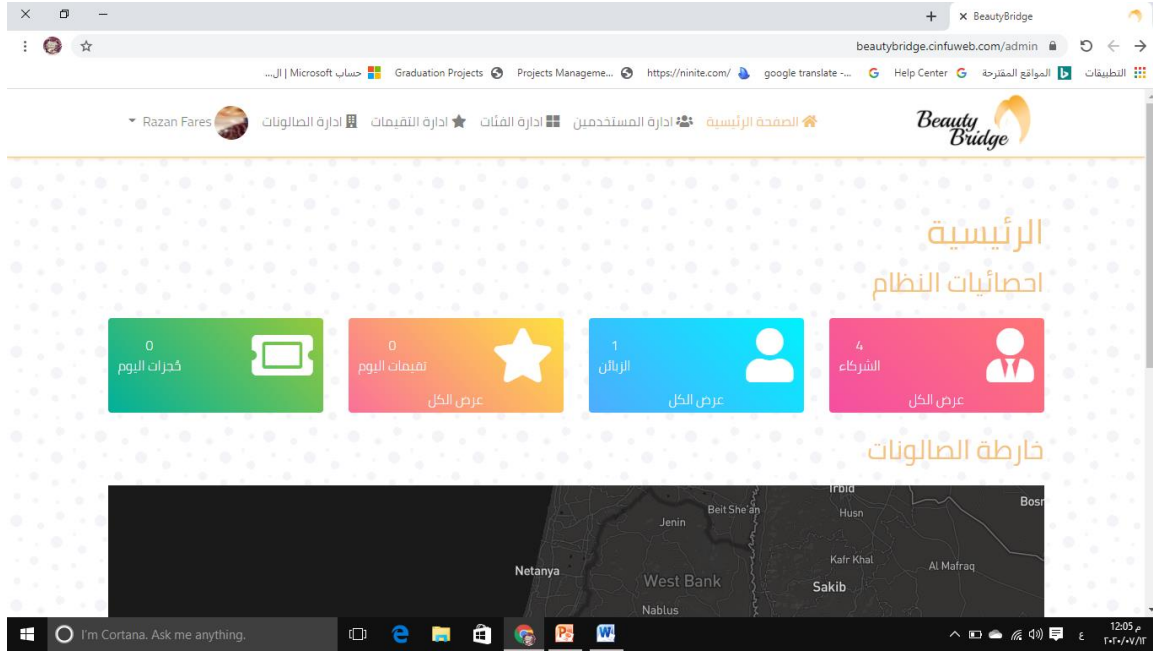 BeautyBridge
beautybridge.cinfuweb.com/admin
التطبيقات المواقع المقترحة Help Center google translate -... https://ninite.com/ Projects Manageme... Graduation Projects حساب Microsoft | ال...
Beauty
Bridge
الصفحة الرئيسية ادارة المستخدمين ادارة الفئات ادارة التقيمات ادارة الصالونات Razan Fares
الرئيسية
احصائيات النظام
4
الشركاء
عرض الكل
1
الزبائن
عرض الكل
0
تقيمات اليوم
عرض الكل
0
حُجزات اليوم
خارطة الصالونات
Irbid
Beit She'an
Husn
Jenin
Kafr Khal
Al Mafraq
Netanya
West Bank
Sakib
Nablus
I'm Cortana. Ask me anything.
ع
12:05 م
٢٠٢٠/٠٧/١٢